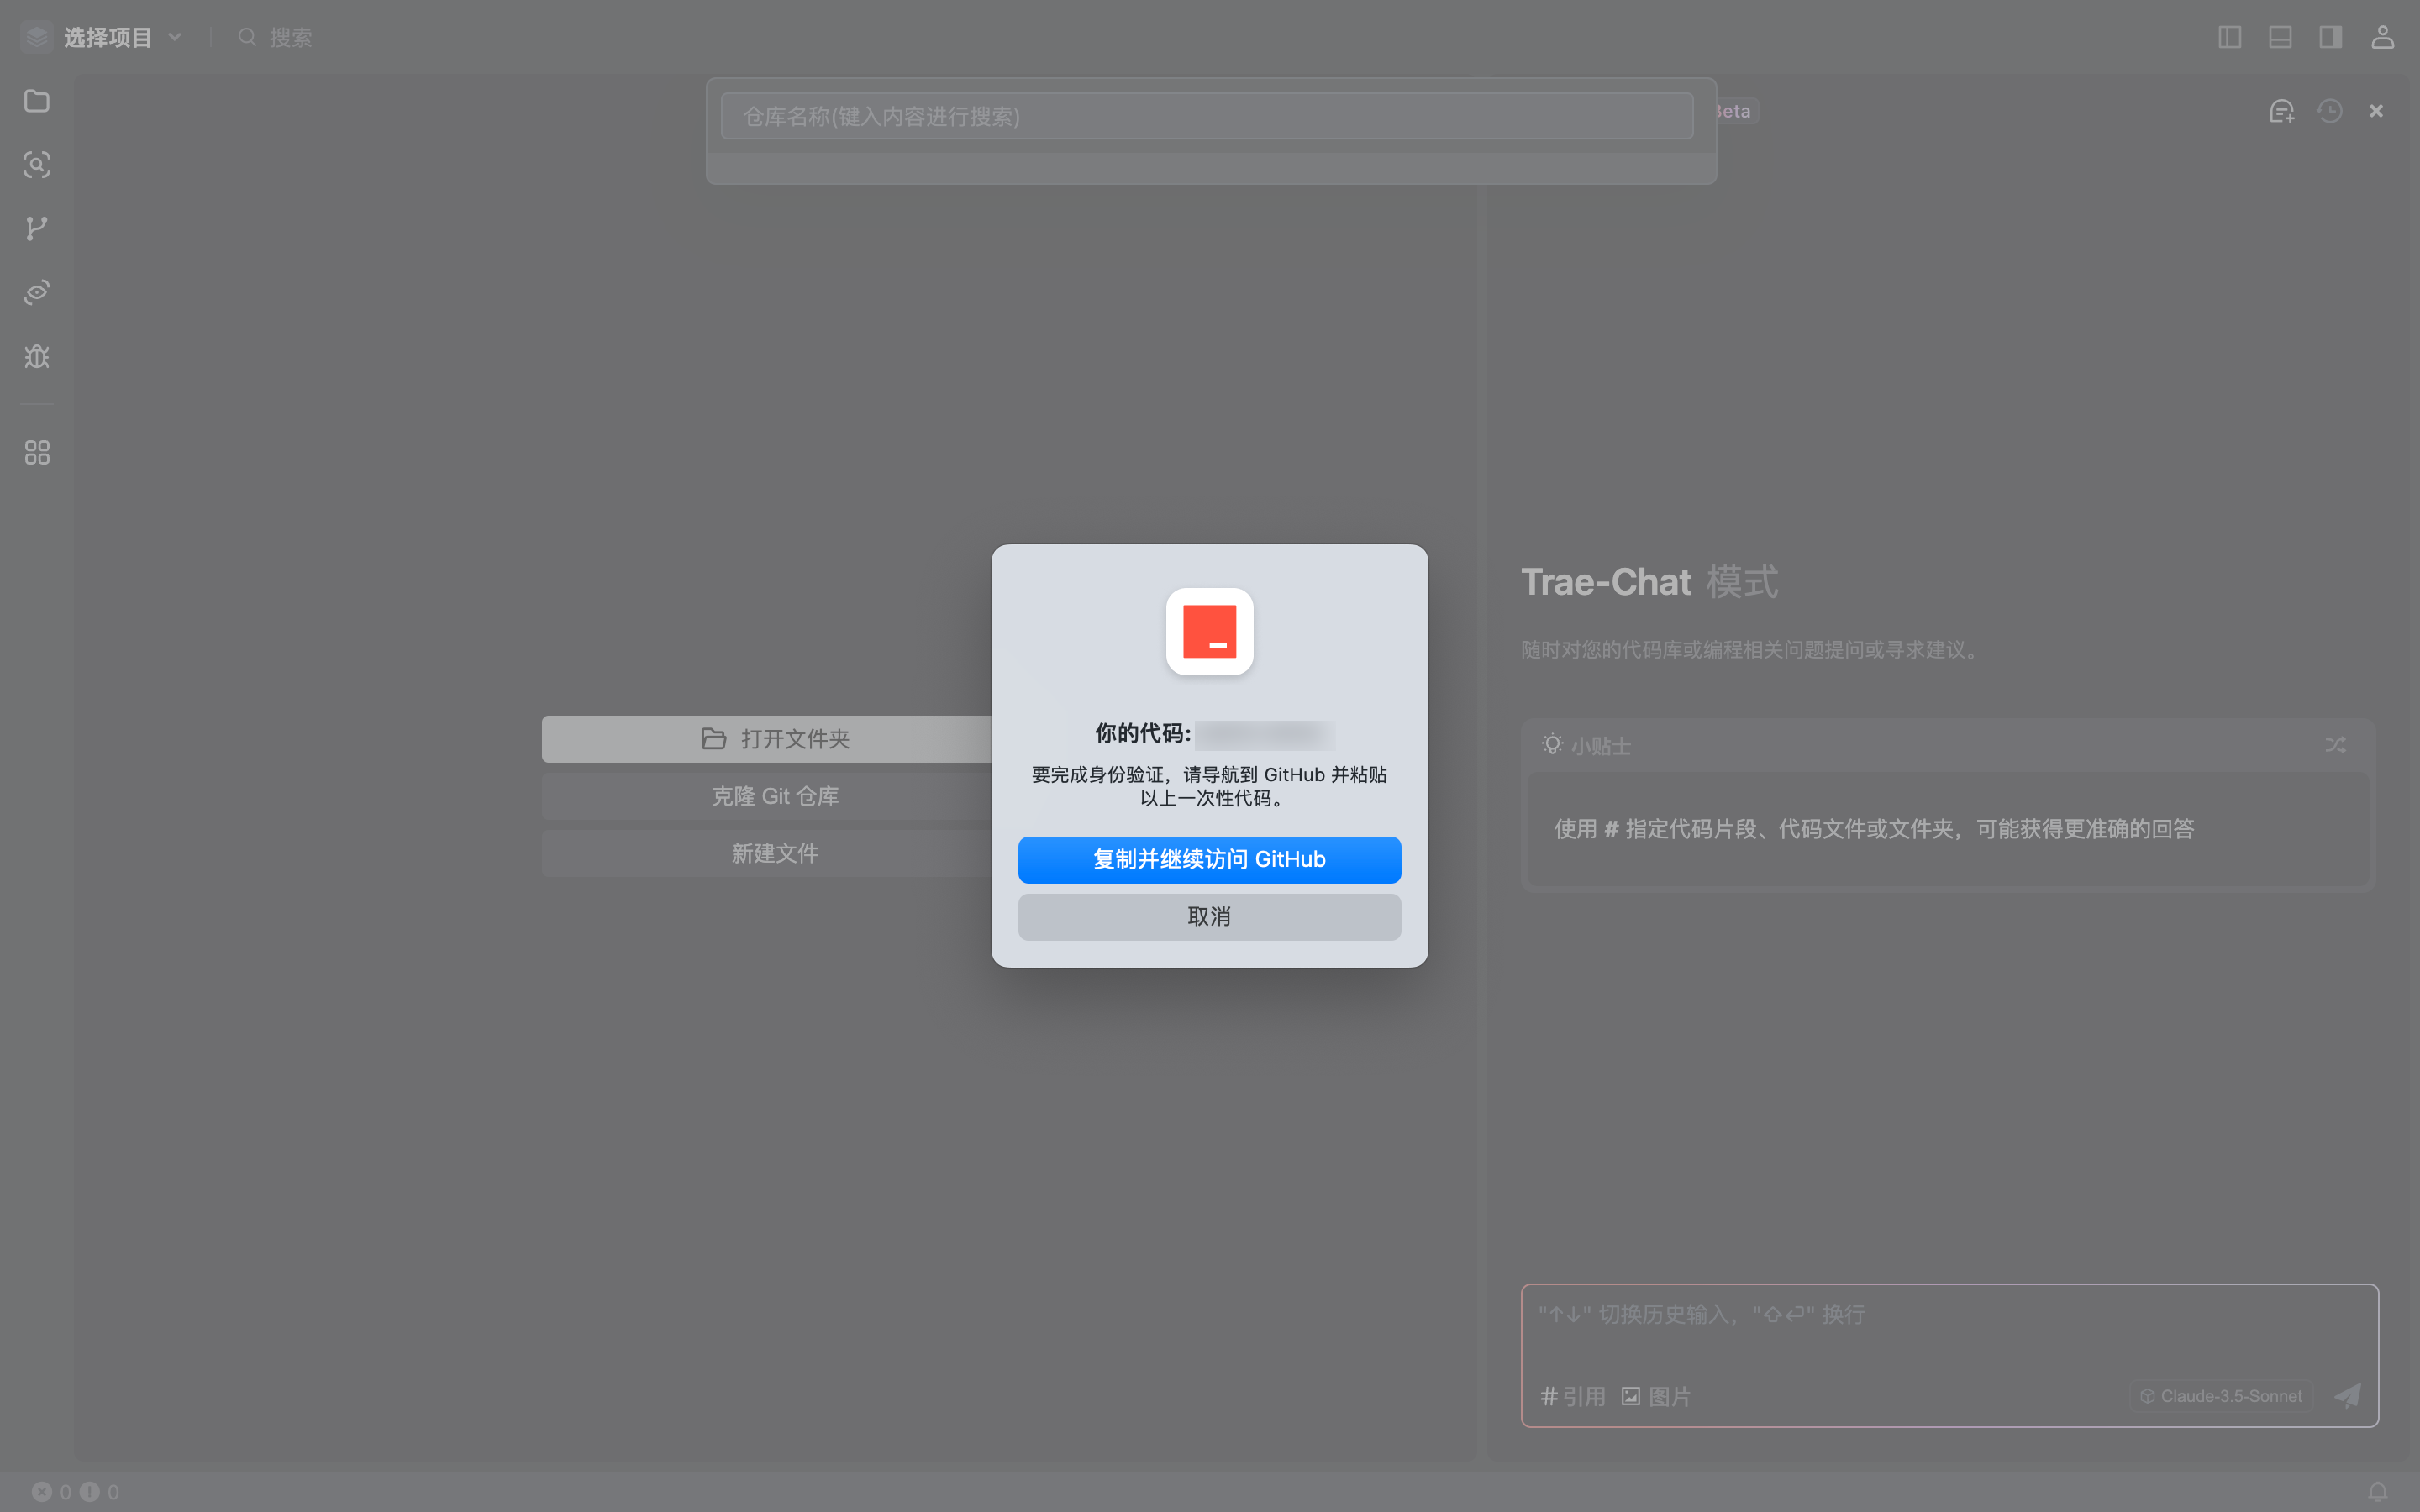 选择项目
搜索
仓库名称(键入内容进行搜索)
Beta
打开文件夹
克隆 Git 仓库
新建文件
你的代码:
要完成身份验证，请导航到 GitHub 并粘贴
以上一次性代码。
复制并继续访问 GitHub
取消
Trae-Chat 模式
随时对您的代码库或编程相关问题提问或寻求建议。
小贴士
使用 # 指定代码片段、代码文件或文件夹，可能获得更准确的回答
"↑↓" 切换历史输入，"⇧⏎" 换行
引用 图片
Claude-3.5-Sonnet
0 0